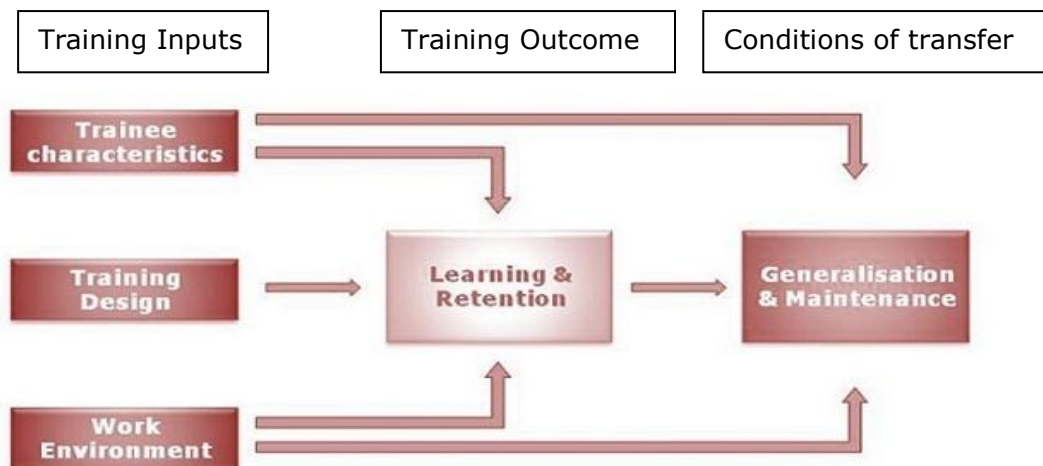 Training Inputs
Training Outcome
Conditions of transfer
Trainee
characteristics
Training
Design
Learning &
Retention
Generalisation
& Maintenance
Work
Environment